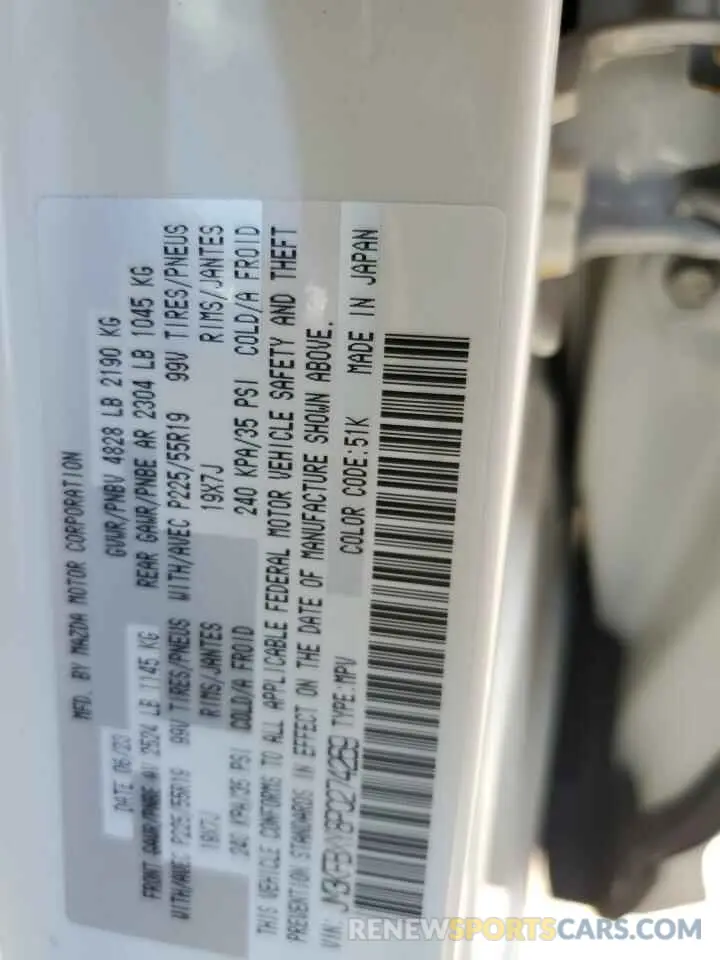 MFD. BY MAZDA MOTOR CORPORATION
DATE 06/23 GVWR/PNBV 4828 LB 2190 KG
FRONT GAWR/PNBE AV 2524 LB 1145 KG REAR GAWR/PNBE AR 2304 LB 1045 KG
WITH/AVEC P225/55R19 99V TIRES/PNEUS WITH/AVEC P225/55R19 99V TIRES/PNEUS
19X7J RIMS/JANTES 19X7J RIMS/JANTES
240 KPA/35 PSI COLD/A FROID 240 KPA/35 PSI COLD/A FROID
THIS VEHICLE CONFORMS TO ALL APPLICABLE FEDERAL MOTOR VEHICLE SAFETY AND THEFT
PREVENTION STANDARDS IN EFFECT ON THE DATE OF MANUFACTURE SHOWN ABOVE.
VIN: TYPE:MPV COLOR CODE:51K MADE IN JAPAN
RENEWSPORTSCARS.COM